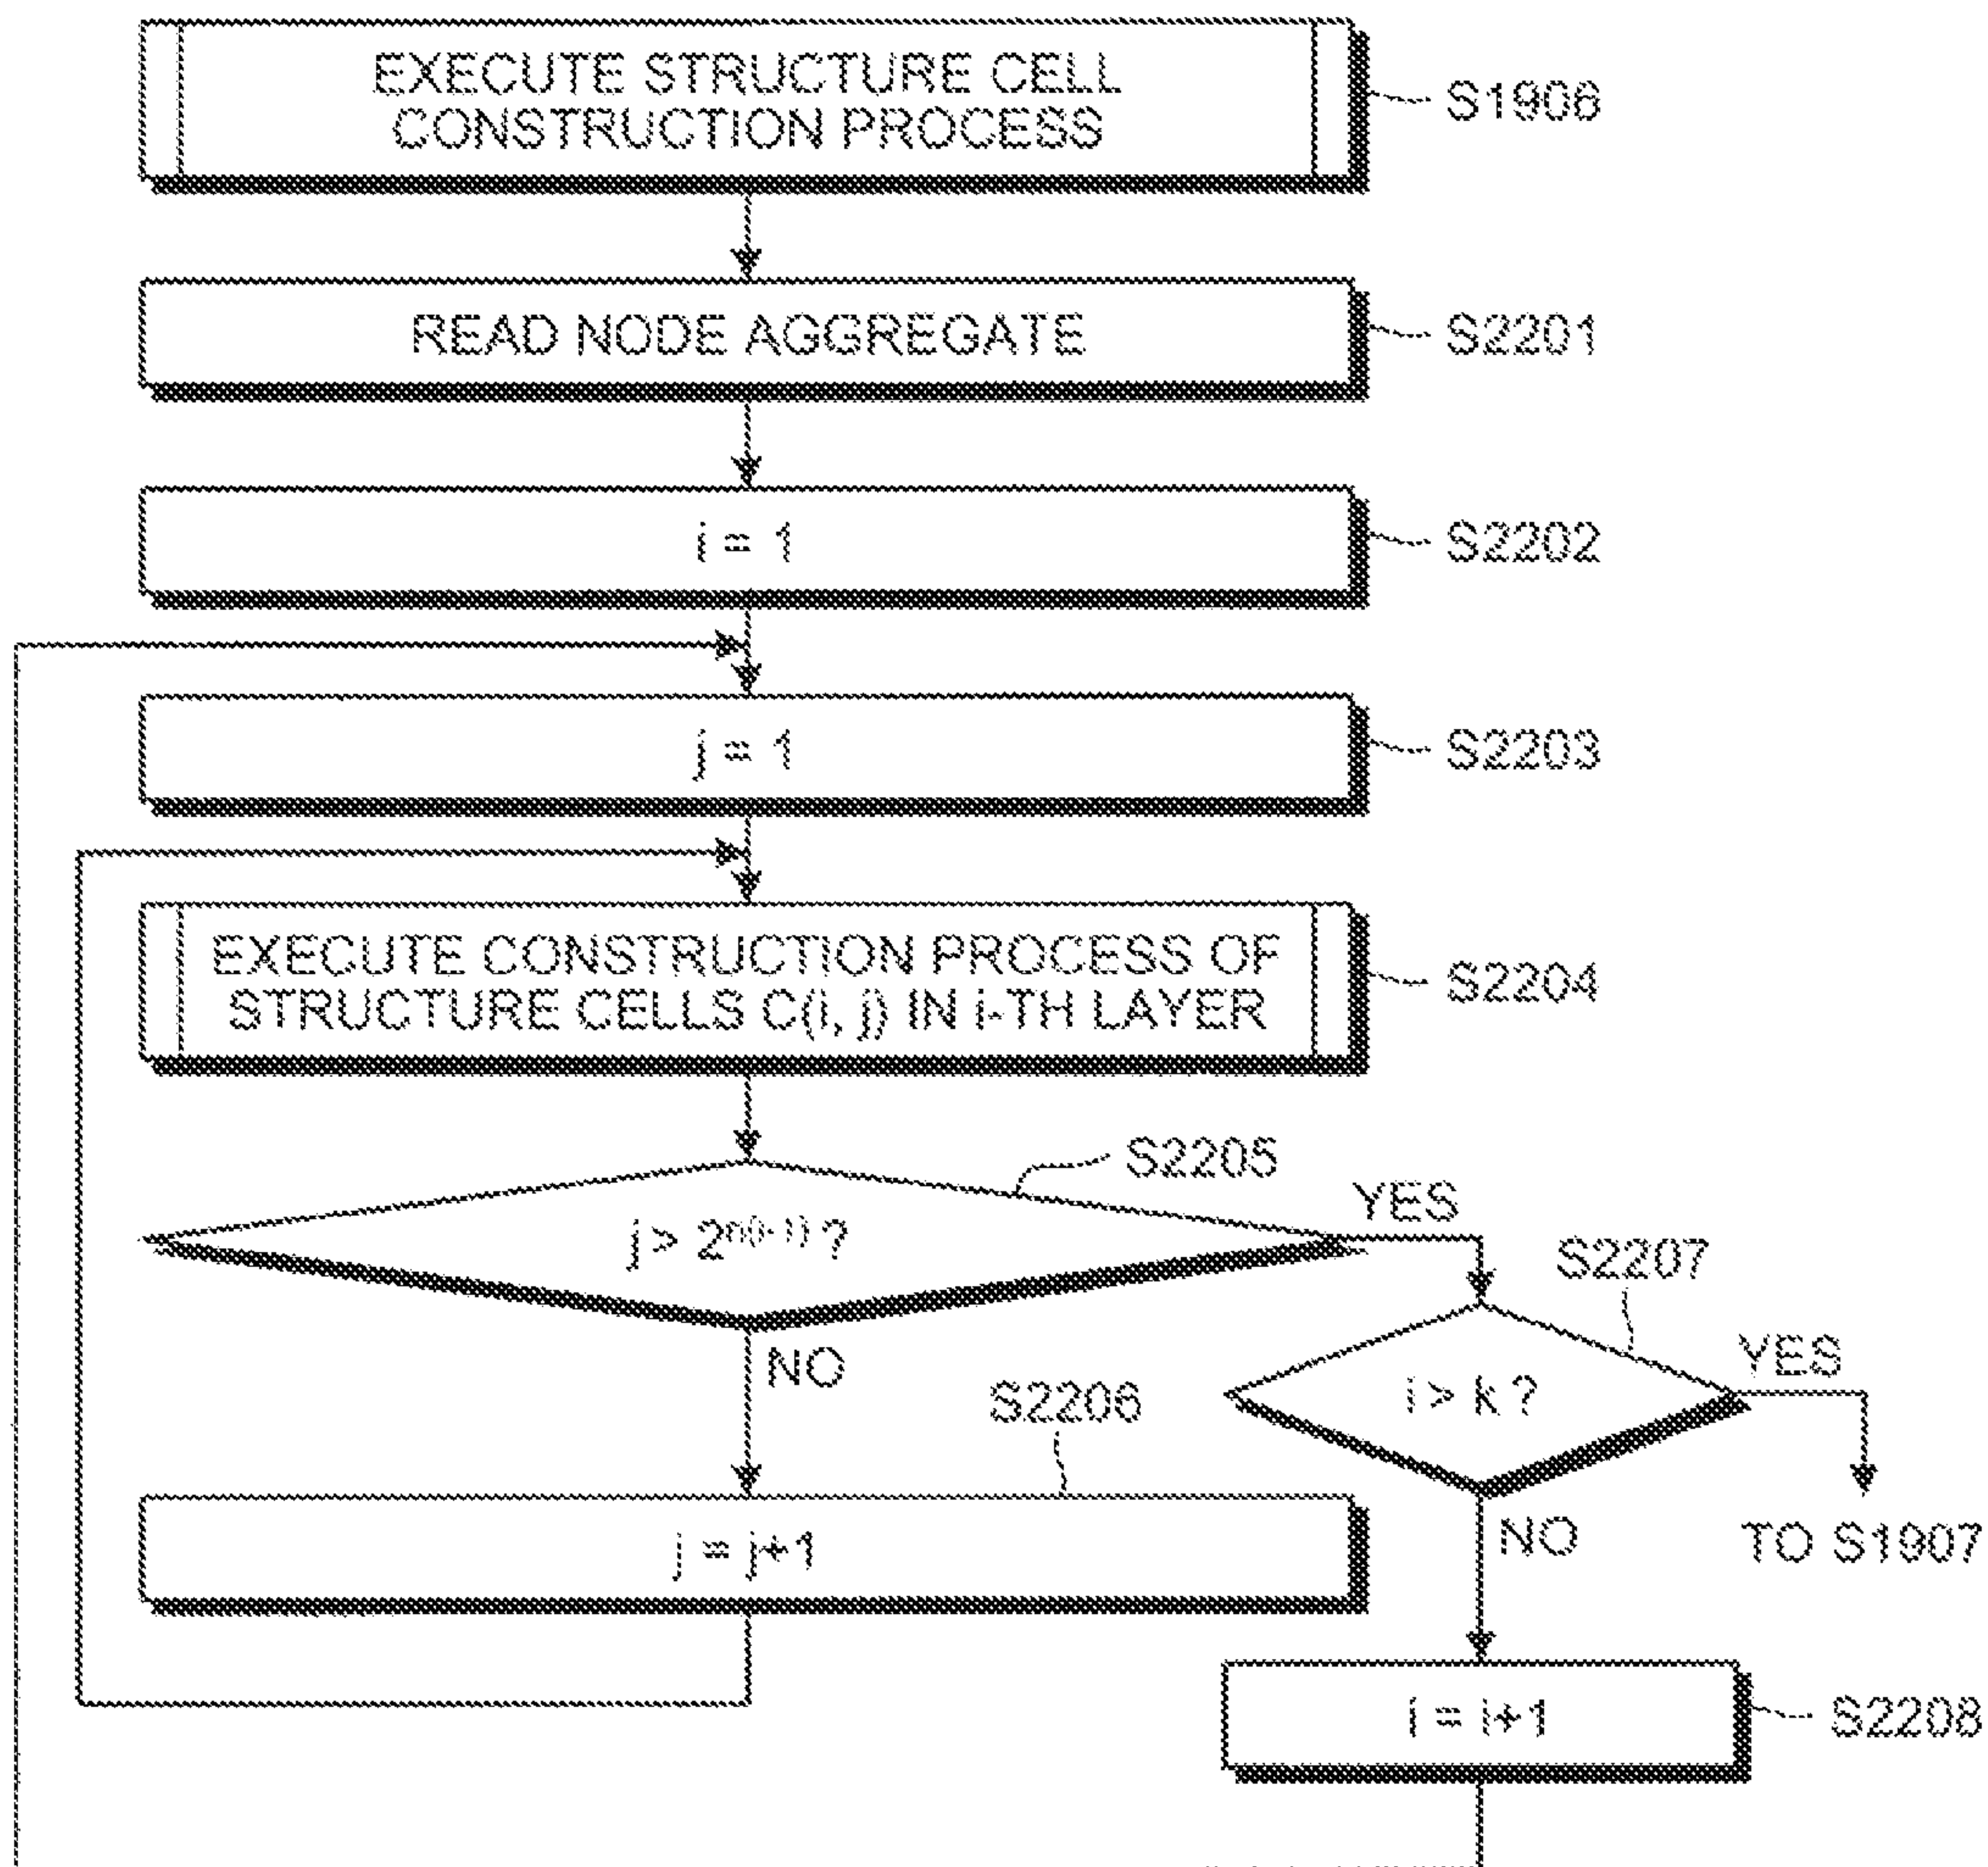 EXECUTE STRUCTURE CELL
CONSTRUCTION PROCESS
S1906
READ NODE AGGREGATE
S2201
i = 1
S2202
j = 1
S2203
EXECUTE CONSTRUCTION PROCESS OF
STRUCTURE CELLS C(i, j) IN i-TH LAYER
S2204
S2205
j > 2^n(i-1) ?
YES
S2207
NO
i > k ?
YES
S2206
j = j+1
NO
TO S1907
i = i+1
S2208